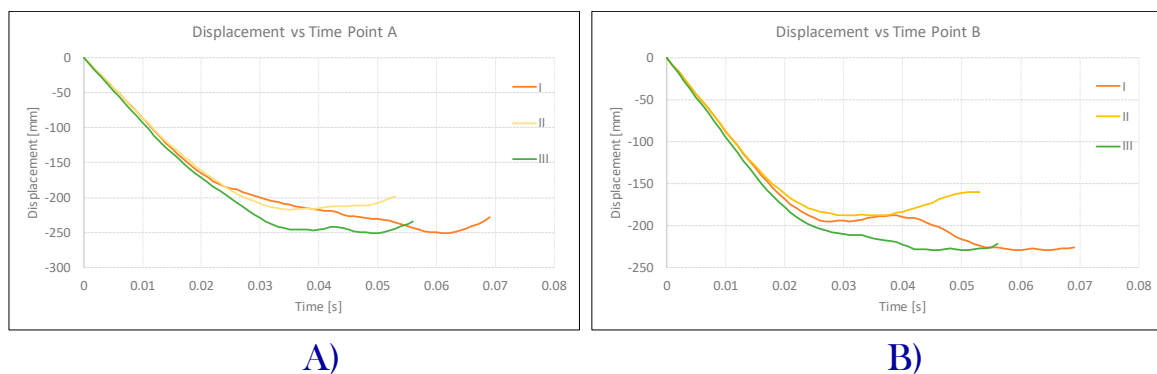 Displacement vs Time Point A
0
-50
-100
-150
-200
-250
-300
Displacement [mm]
0
0.01
0.02
0.03
0.04
0.05
0.06
0.07
0.08
Time [s]
I
II
III
A)
Displacement vs Time Point B
0
-50
-100
-150
-200
-250
Displacement [mm]
0
0.01
0.02
0.03
0.04
0.05
0.06
0.07
0.08
Time [s]
I
II
III
B)